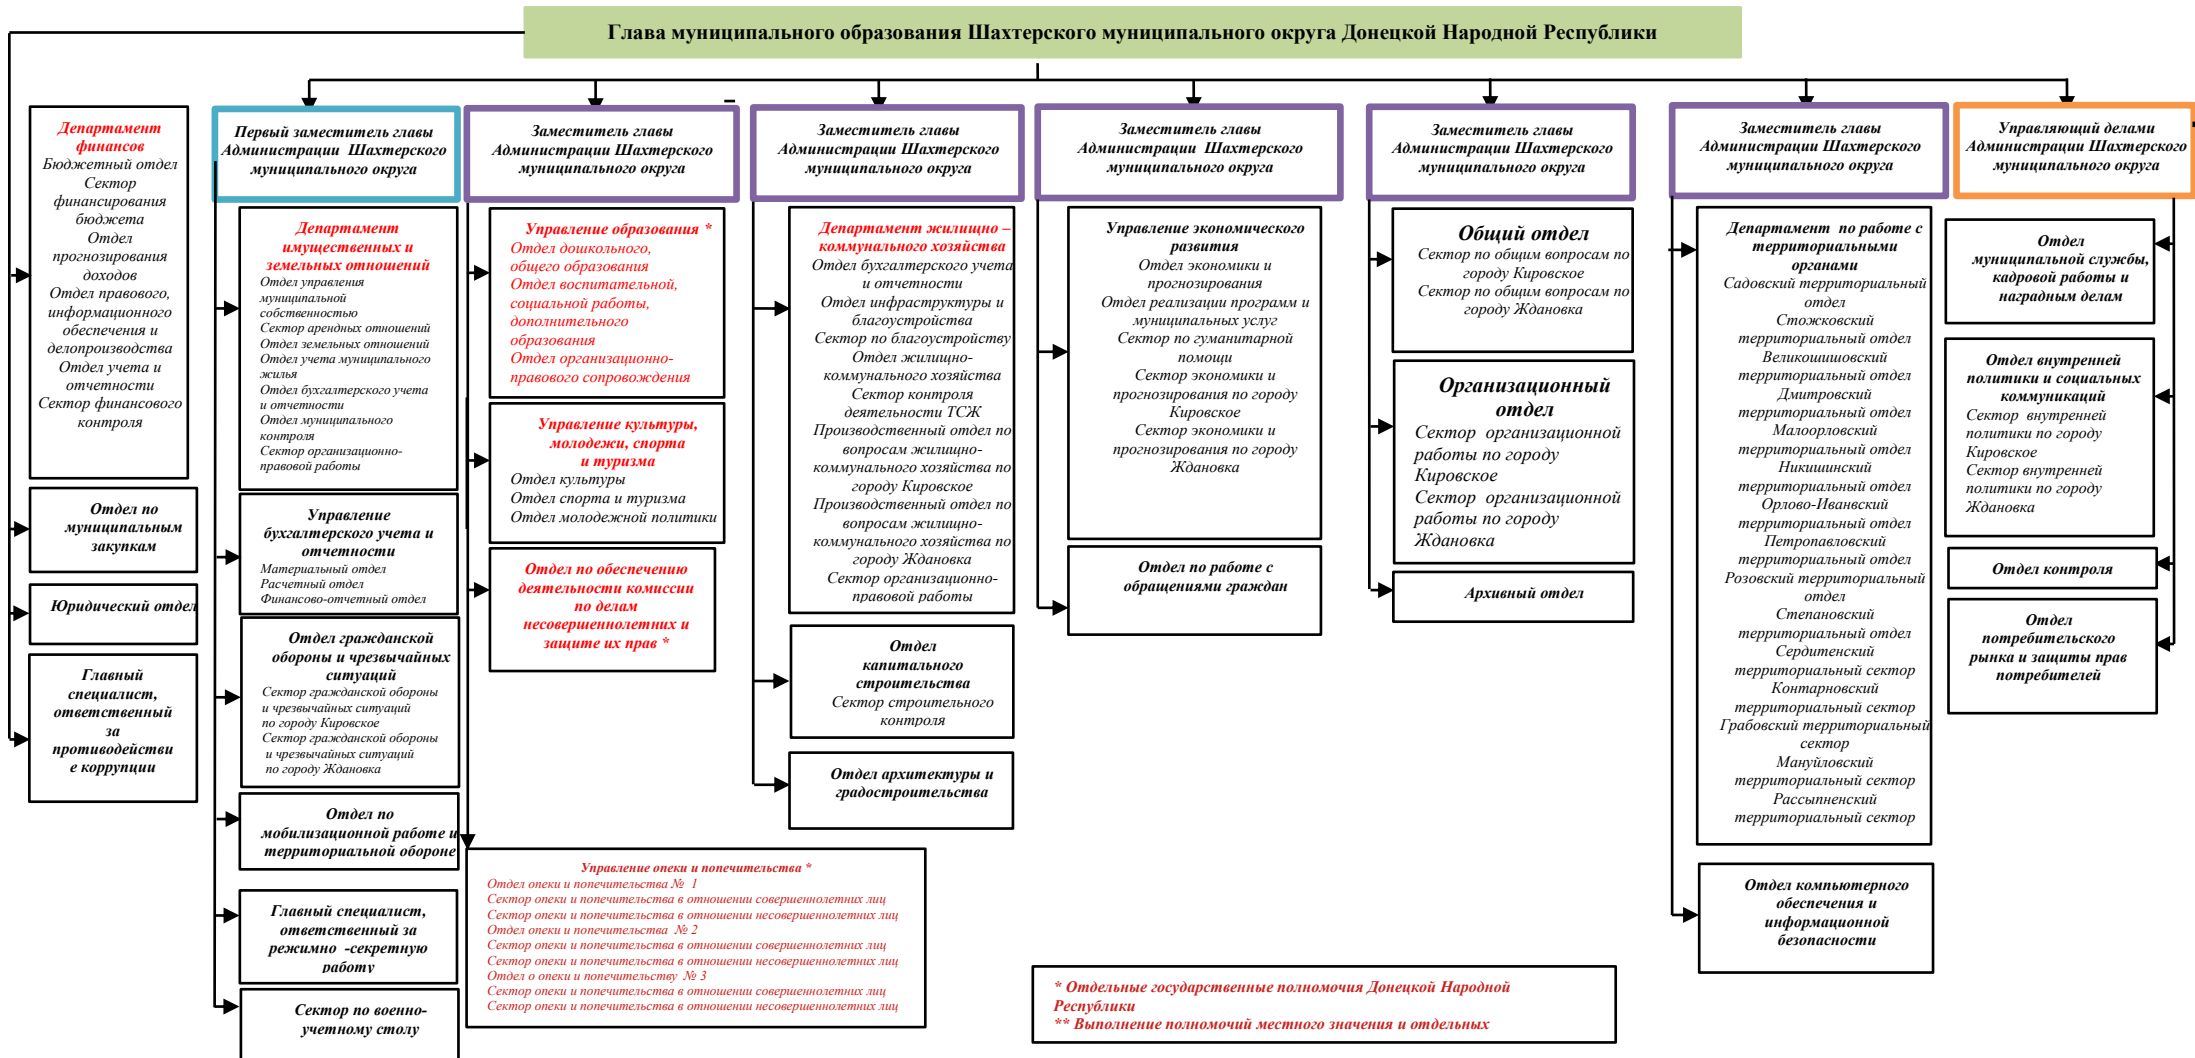 Глава муниципального образования Шахтерского муниципального округа Донецкой Народной Республики
Департамент
финансов
Бюджетный отдел
Сектор
финансирования
бюджета
Отдел
прогнозирования
доходов
Отдел правового,
информационного
обеспечения и
делопроизводства
Отдел учета и
отчетности
Сектор финансового
контроля
Отдел по
муниципальным
закупкам
Юридический отдел
Главный
специалист,
ответственный
за
противодействи
е коррупции
Первый заместитель главы
Администрации Шахтерского
муниципального округа
Департамент
имущественных и
земельных отношений
Отдел управления
муниципальной
собственностью
Сектор арендных отношений
Отдел земельных отношений
Отдел учета муниципального
жилья
Отдел бухгалтерского учета
и отчетности
Отдел муниципального
контроля
Сектор организационно-
правовой работы
Управление
бухгалтерского учета и
отчетности
Материальный отдел
Расчетный отдел
Финансово-отчетный отдел
Отдел гражданской
обороны и чрезвычайных
ситуаций
Сектор гражданской обороны
и чрезвычайных ситуаций
по городу Кировское
Сектор гражданской обороны
и чрезвычайных ситуаций
по городу Ждановка
Отдел по
мобилизационной работе и
территориальной обороне
Главный специалист,
ответственный за
режимно -секретную
работу
Сектор по военно-
учетному столу
Заместитель главы
Администрации Шахтерского
муниципального округа
Управление образования *
Отдел дошкольного,
общего образования
Отдел воспитательной,
социальной работы,
дополнительного
образования
Отдел организационно-
правового сопровождения
Управление культуры,
молодежи, спорта
и туризма
Отдел культуры
Отдел спорта и туризма
Отдел молодежной политики
Отдел по обеспечению
деятельности комиссии
по делам
несовершеннолетних и
защите их прав *
Управление опеки и попечительства *
Отдел опеки и попечительства № 1
Сектор опеки и попечительства в отношении совершеннолетних лиц
Сектор опеки и попечительства в отношении несовершеннолетних лиц
Отдел опеки и попечительства № 2
Сектор опеки и попечительства в отношении совершеннолетних лиц
Сектор опеки и попечительства в отношении несовершеннолетних лиц
Отдел о опеки и попечительству № 3
Сектор опеки и попечительства в отношении совершеннолетних лиц
Сектор опеки и попечительства в отношении несовершеннолетних лиц
Заместитель главы
Администрации Шахтерского
муниципального округа
Департамент жилищно –
коммунального хозяйства
Отдел бухгалтерского учета
и отчетности
Отдел инфраструктуры и
благоустройства
Сектор по благоустройству
Отдел жилищно-
коммунального хозяйства
Сектор контроля
деятельности ТСЖ
Производственный отдел по
вопросам жилищно-
коммунального хозяйства по
городу Кировское
Производственный отдел по
вопросам жилищно-
коммунального хозяйства по
городу Ждановка
Сектор организационно-
правовой работы
Отдел
капитального
строительства
Сектор строительного
контроля
Отдел архитектуры и
градостроительства
Заместитель главы
Администрации Шахтерского
муниципального округа
Управление экономического
развития
Отдел экономики и
прогнозирования
Отдел реализации программ и
муниципальных услуг
Сектор по гуманитарной
помощи
Сектор экономики и
прогнозирования по городу
Кировское
Сектор экономики и
прогнозирования по городу
Ждановка
Отдел по работе с
обращениями граждан
Заместитель главы
Администрации Шахтерского
муниципального округа
Общий отдел
Сектор по общим вопросам по
городу Кировское
Сектор по общим вопросам по
городу Ждановка
Организационный
отдел
Сектор организационной
работы по городу
Кировское
Сектор организационной
работы по городу
Ждановка
Архивный отдел
Заместитель главы
Администрации Шахтерского
муниципального округа
Департамент по работе с
территориальными
органами
Садовский территориальный
отдел
Стожковский
территориальный отдел
Великошишовский
территориальный отдел
Дмитровский
территориальный отдел
Малоорловский
территориальный отдел
Никишинский
территориальный отдел
Орлово-Иванвский
территориальный отдел
Петропавловский
территориальный отдел
Розовский территориальный
отдел
Степановский
территориальный отдел
Сердитенский
территориальный сектор
Контарновский
территориальный сектор
Грабовский территориальный
сектор
Мануйловский
территориальный сектор
Рассыпненский
территориальный сектор
Отдел компьютерного
обеспечения и
информационной
безопасности
Управляющий делами
Администрации Шахтерского
муниципального округа
Отдел
муниципальной службы,
кадровой работы и
наградным делам
Отдел внутренней
политики и социальных
коммуникаций
Сектор внутренней
политики по городу
Кировское
Сектор внутренней
политики по городу
Ждановка
Отдел контроля
Отдел
потребительского
рынка и защиты прав
потребителей
* Отдельные государственные полномочия Донецкой Народной
Республики
** Выполнение полномочий местного значения и отдельных